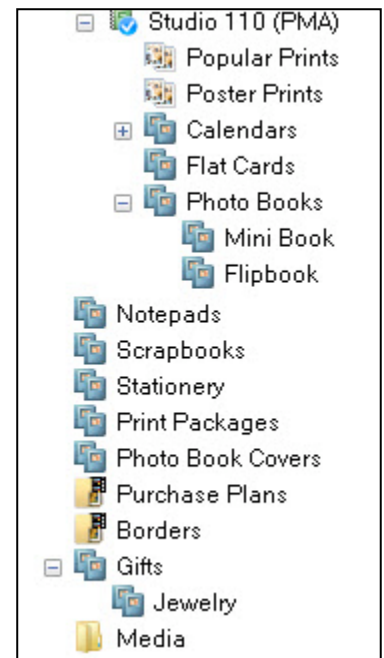 Studio 110 (PMA)
Popular Prints
Poster Prints
Calendars
Flat Cards
Photo Books
Mini Book
Flipbook
Notepads
Scrapbooks
Stationery
Print Packages
Photo Book Covers
Purchase Plans
Borders
Gifts
Jewelry
Media